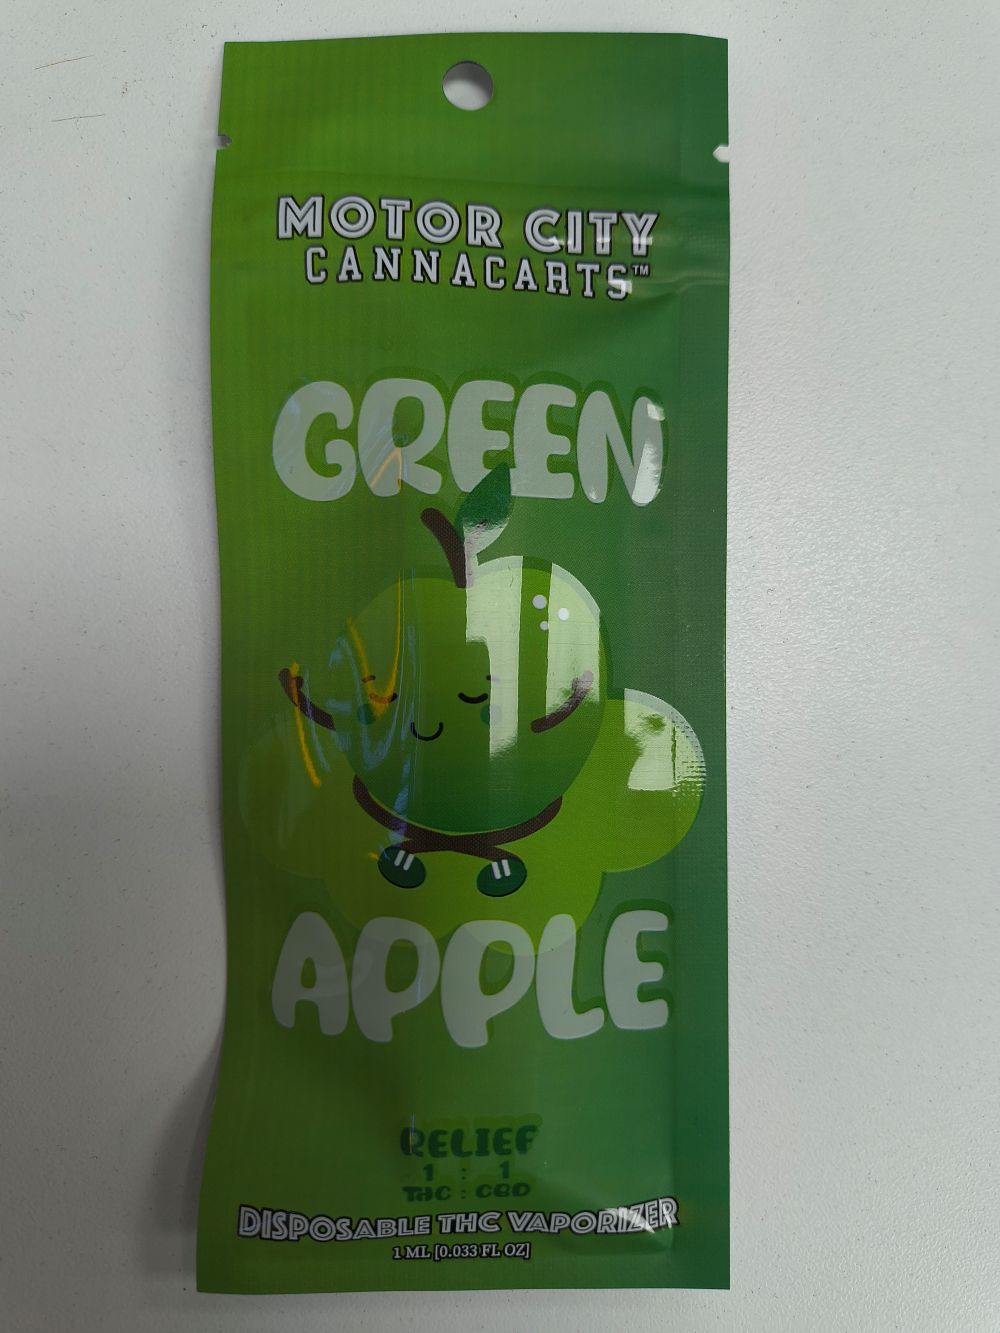 MOTOR CITY
CANNACARTS™
GREEN
APPLE
RELIEF
1 : 1
THC : CBD
DISPOSABLE THC VAPORIZER
1 ML [0.033 FL OZ]